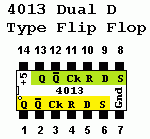 4013 Dual D
Type Flip Flop
14 13 12 11 10 9 8
+5 Q Q̅ Ck R D S
4013
Q Q̅ Ck R D S Gnd
1 2 3 4 5 6 7